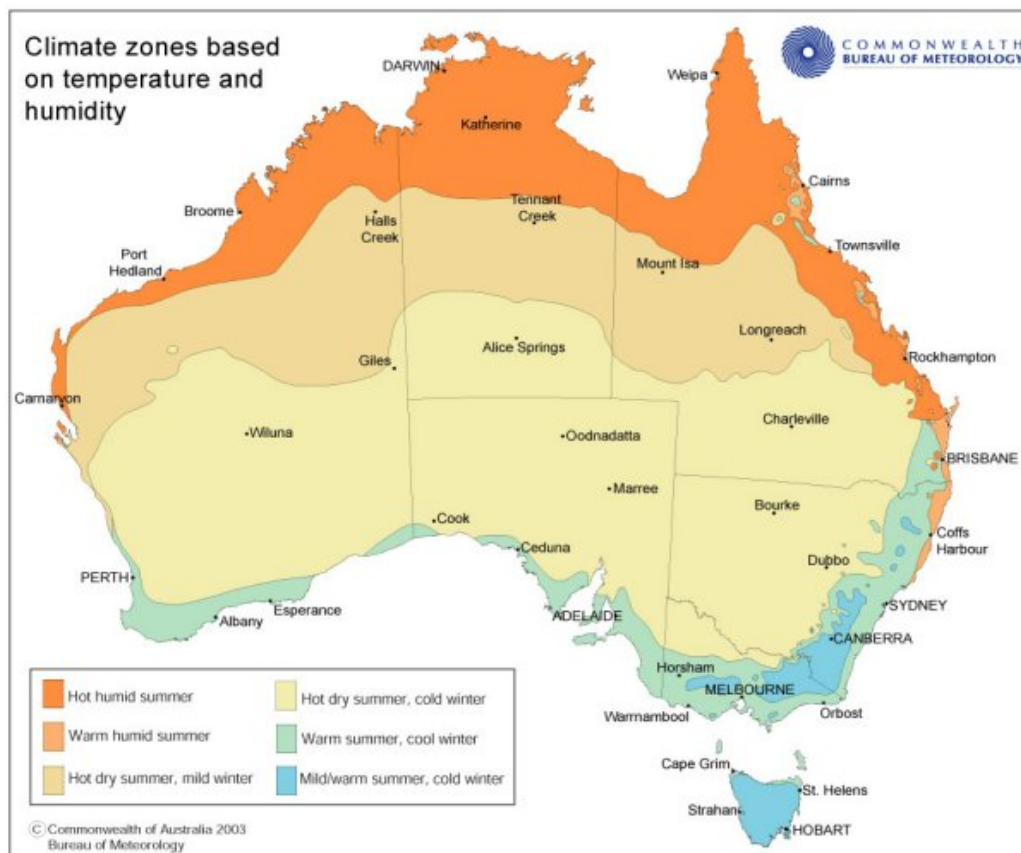 Climate zones based
on temperature and
humidity
COMMONWEALTH
BUREAU OF METEOROLOGY
DARWIN
Weipa
Katherine
Cairns
Broome
Halls
Creek
Tennant
Creek
Townsville
Port
Hedland
Mount Isa
Longreach
Alice Springs
Giles
Rockhampton
Carnarvon
Charleville
Wiluna
Oodnadatta
BRISBANE
Marree
Bourke
Cook
Coffs
Harbour
Ceduna
Dubbo
PERTH
Esperance
Albany
ADELAIDE
SYDNEY
CANBERRA
Horsham
MELBOURNE
Warrnambool
Orbost
Cape Grim
St. Helens
Strahan
HOBART
Hot humid summer
Warm humid summer
Hot dry summer, mild winter
Hot dry summer, cold winter
Warm summer, cool winter
Mild/warm summer, cold winter
© Commonwealth of Australia 2003
Bureau of Meteorology